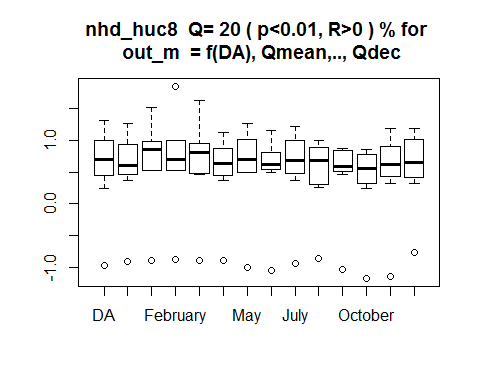 nhd_huc8 Q= 20 ( p<0.01, R>0 ) % for
out_m = f(DA), Qmean,.., Qdec
1.0
0.0
-1.0
DA February May July October